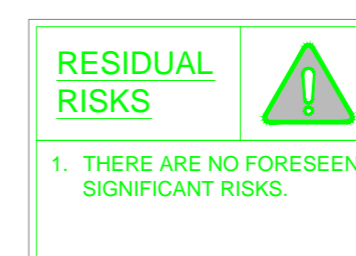 RESIDUAL
RISKS
1. THERE ARE NO FORESEEN
SIGNIFICANT RISKS.